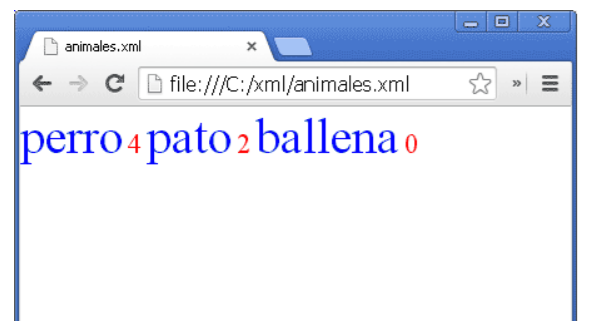 animales.xml
file:///C:/xml/animales.xml
perro 4 pato 2 ballena 0